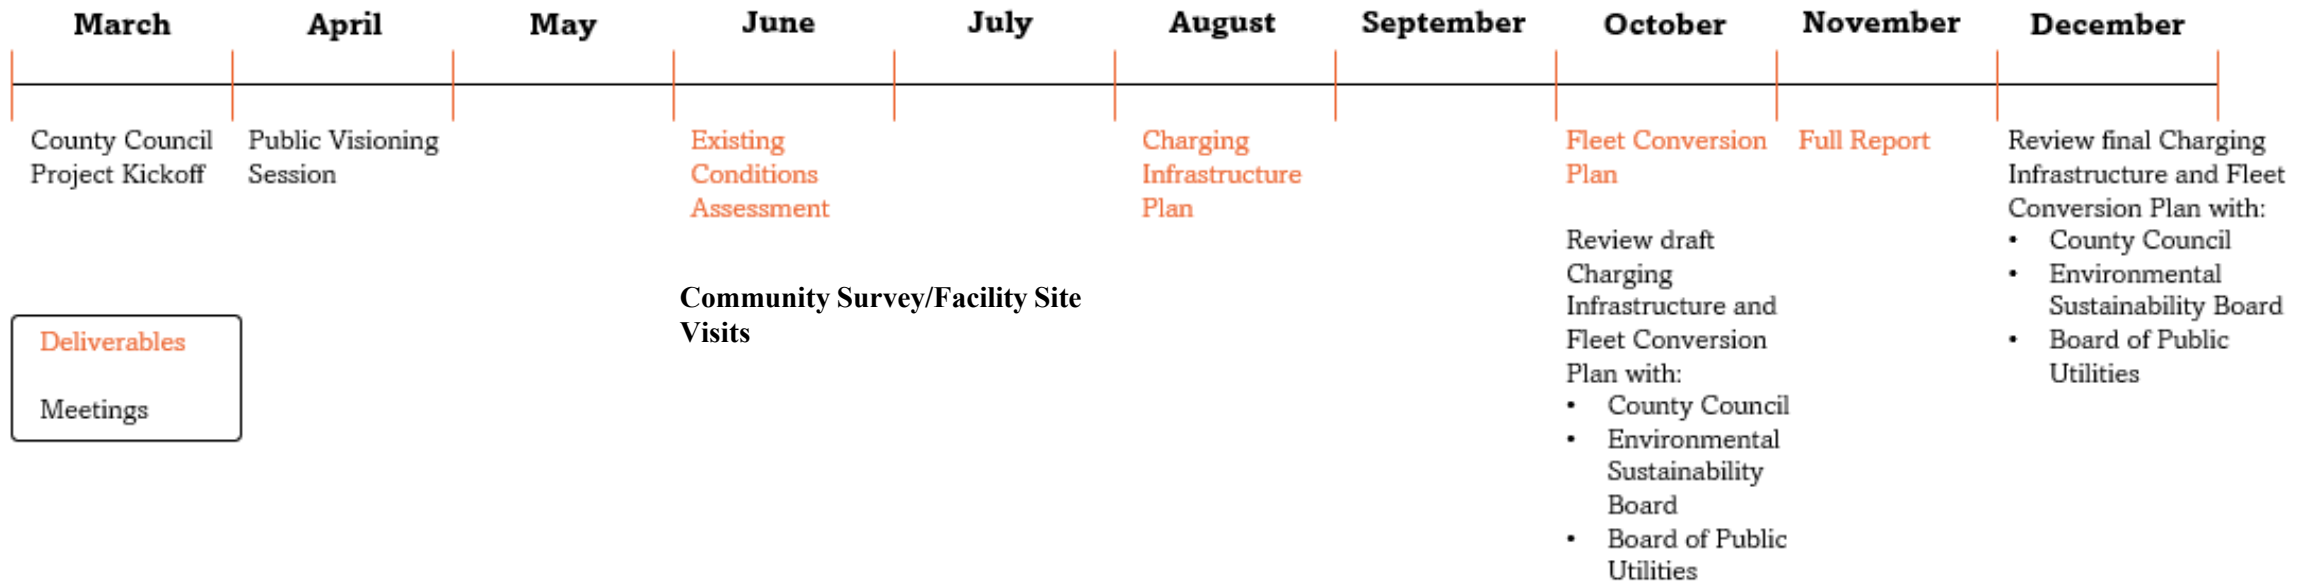 March April May June July August September October November December
County Council
Project Kickoff
Public Visioning
Session
Existing
Conditions
Assessment
Charging
Infrastructure
Plan
Fleet Conversion
Plan
Full Report
Review final Charging
Infrastructure and Fleet
Conversion Plan with:
• County Council
• Environmental
Sustainability Board
• Board of Public
Utilities
Review draft
Charging
Infrastructure and
Fleet Conversion
Plan with:
• County Council
• Environmental
Sustainability
Board
• Board of Public
Utilities
Community Survey/Facility Site
Visits
Deliverables
Meetings